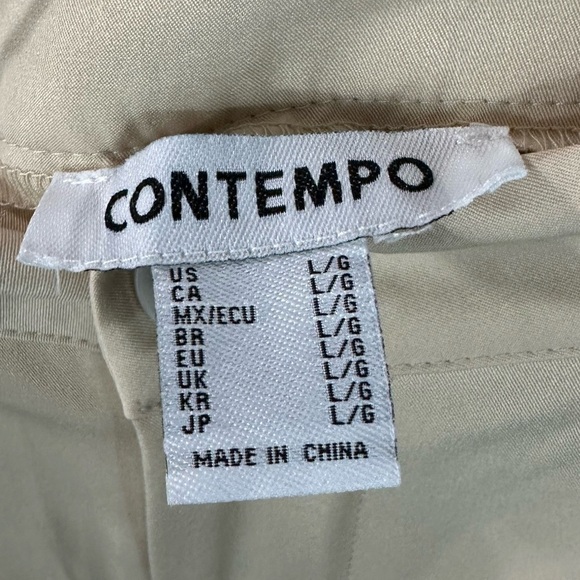 CONTEMPO
US L/G
CA L/G
MX/ECU L/G
BR L/G
EU L/G
UK L/G
KR L/G
JP L/G
MADE IN CHINA